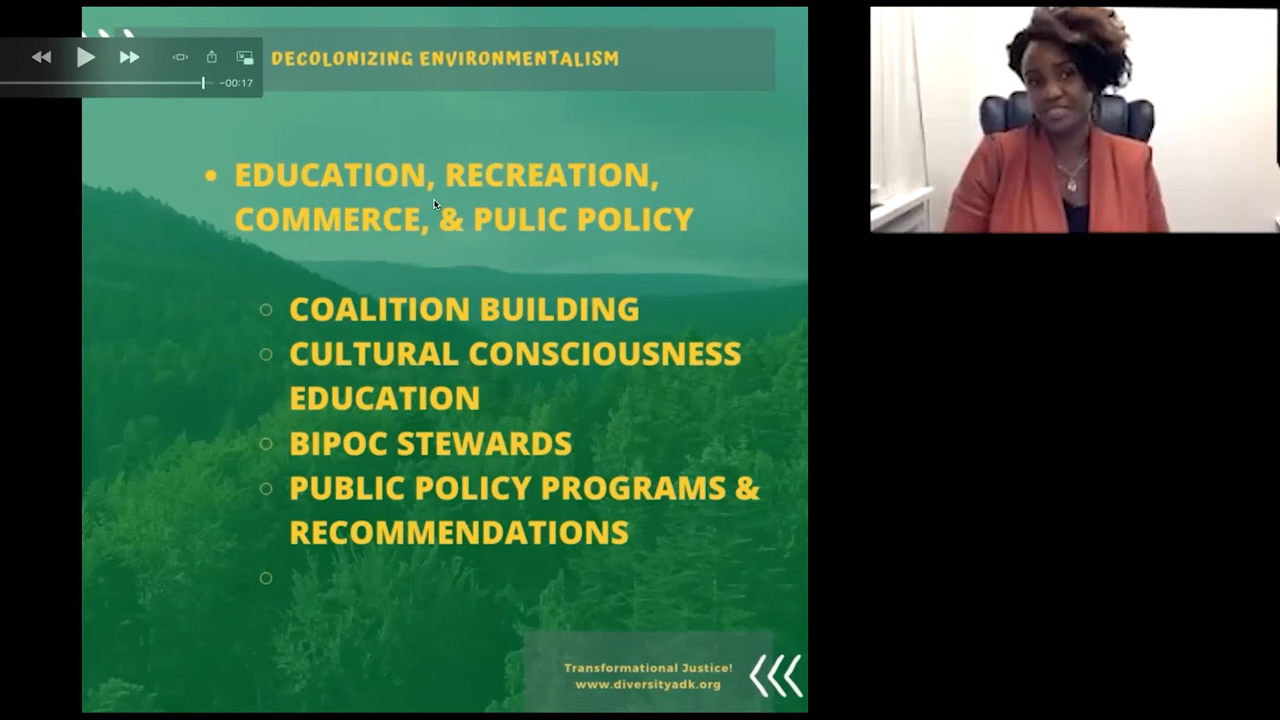 DECOLONIZING ENVIRONMENTALISM
-00:17
• EDUCATION, RECREATION,
COMMERCE, & PULIC POLICY
○ COALITION BUILDING
○ CULTURAL CONSCIOUSNESS
EDUCATION
○ BIPOC STEWARDS
○ PUBLIC POLICY PROGRAMS &
RECOMMENDATIONS
○
Transformational Justice!
www.diversityadk.org